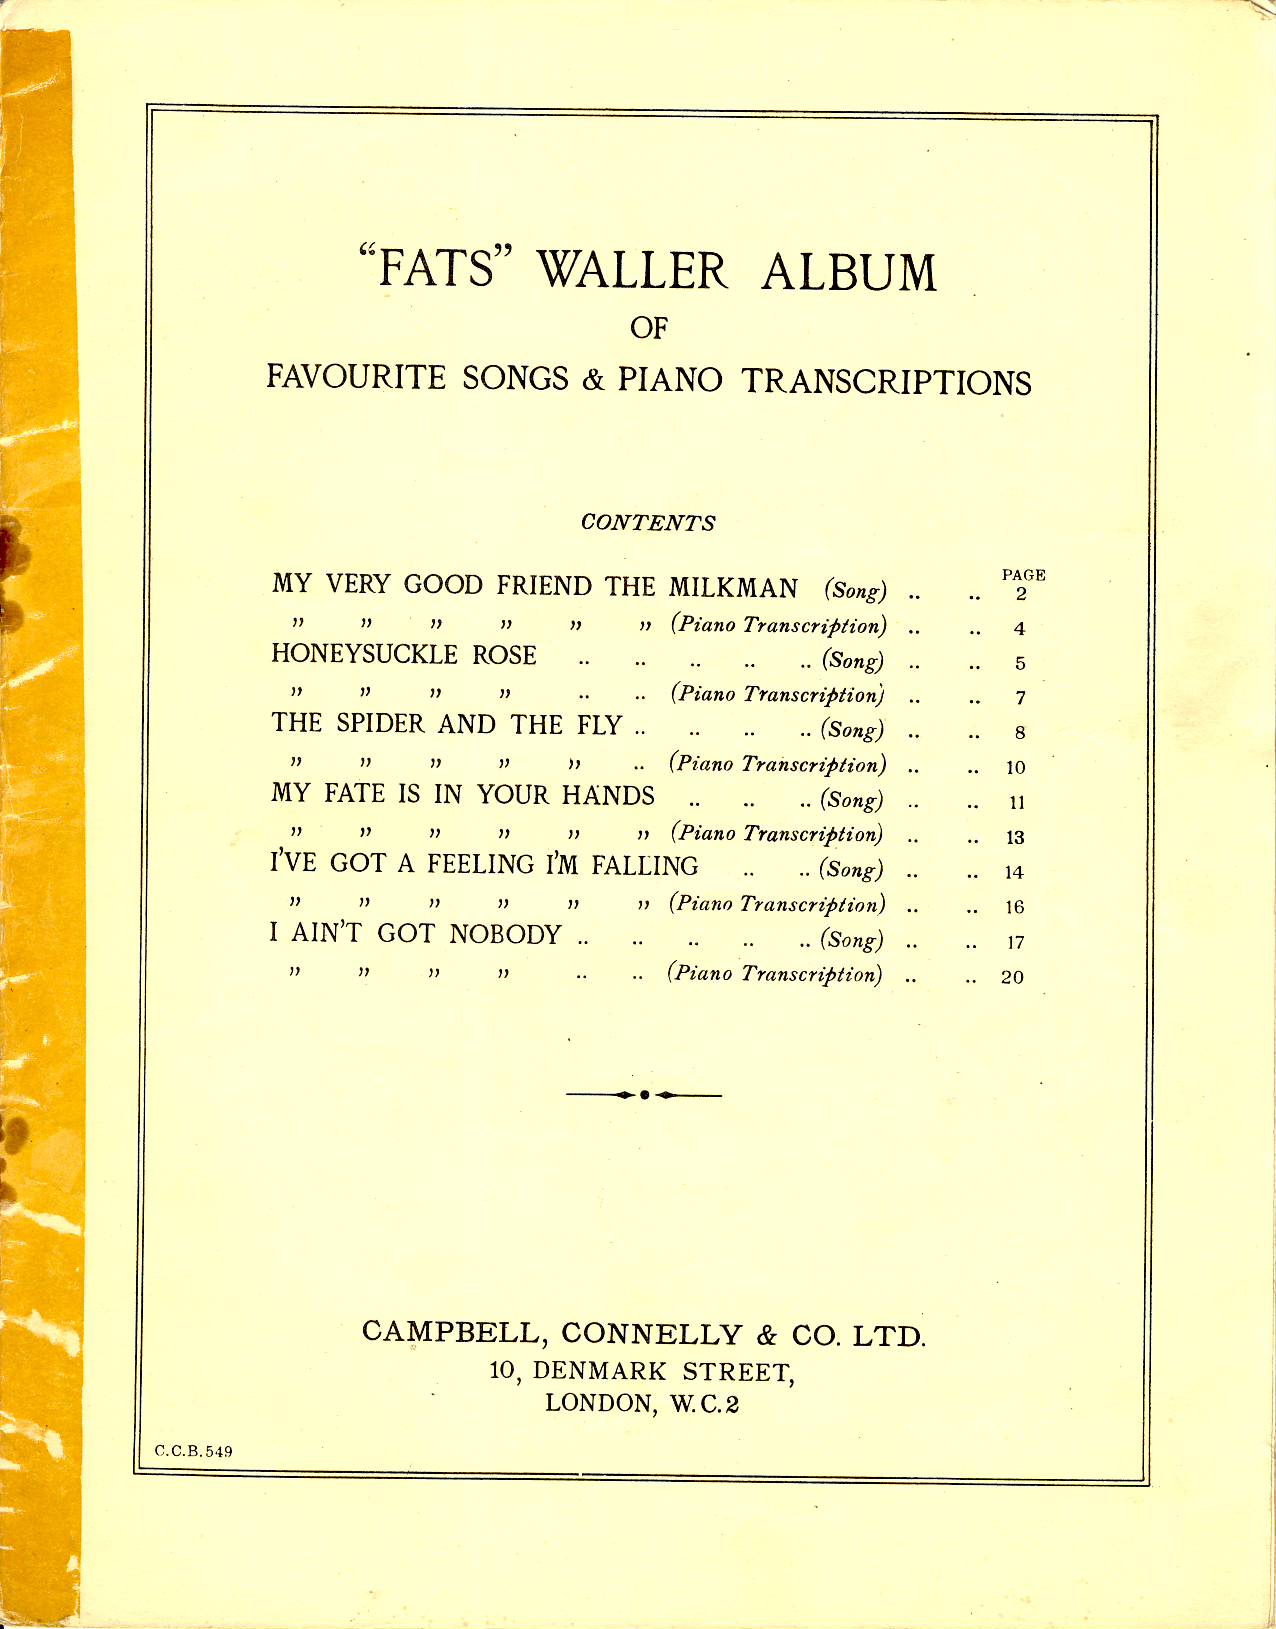 “FATS” WALLER ALBUM
OF
FAVOURITE SONGS & PIANO TRANSCRIPTIONS
CONTENTS
PAGE
MY VERY GOOD FRIEND THE MILKMAN (Song) .. .. 2
” ” ” ” ” ” (Piano Transcription) .. .. 4
HONEYSUCKLE ROSE .. .. .. .. .. (Song) .. .. 5
” ” ” ” .. .. (Piano Transcription) .. .. 7
THE SPIDER AND THE FLY .. .. .. .. (Song) .. .. 8
” ” ” ” ” .. (Piano Transcription) .. .. 10
MY FATE IS IN YOUR HANDS .. .. .. (Song) .. .. 11
” ” ” ” ” ” (Piano Transcription) .. .. 13
I’VE GOT A FEELING I’M FALLING .. .. (Song) .. .. 14
” ” ” ” ” ” (Piano Transcription) .. .. 16
I AIN’T GOT NOBODY .. .. .. .. .. (Song) .. .. 17
” ” ” ” .. .. (Piano Transcription) .. .. 20
CAMPBELL, CONNELLY & CO. LTD.
10, DENMARK STREET,
LONDON, W.C.2
C.C.B.549